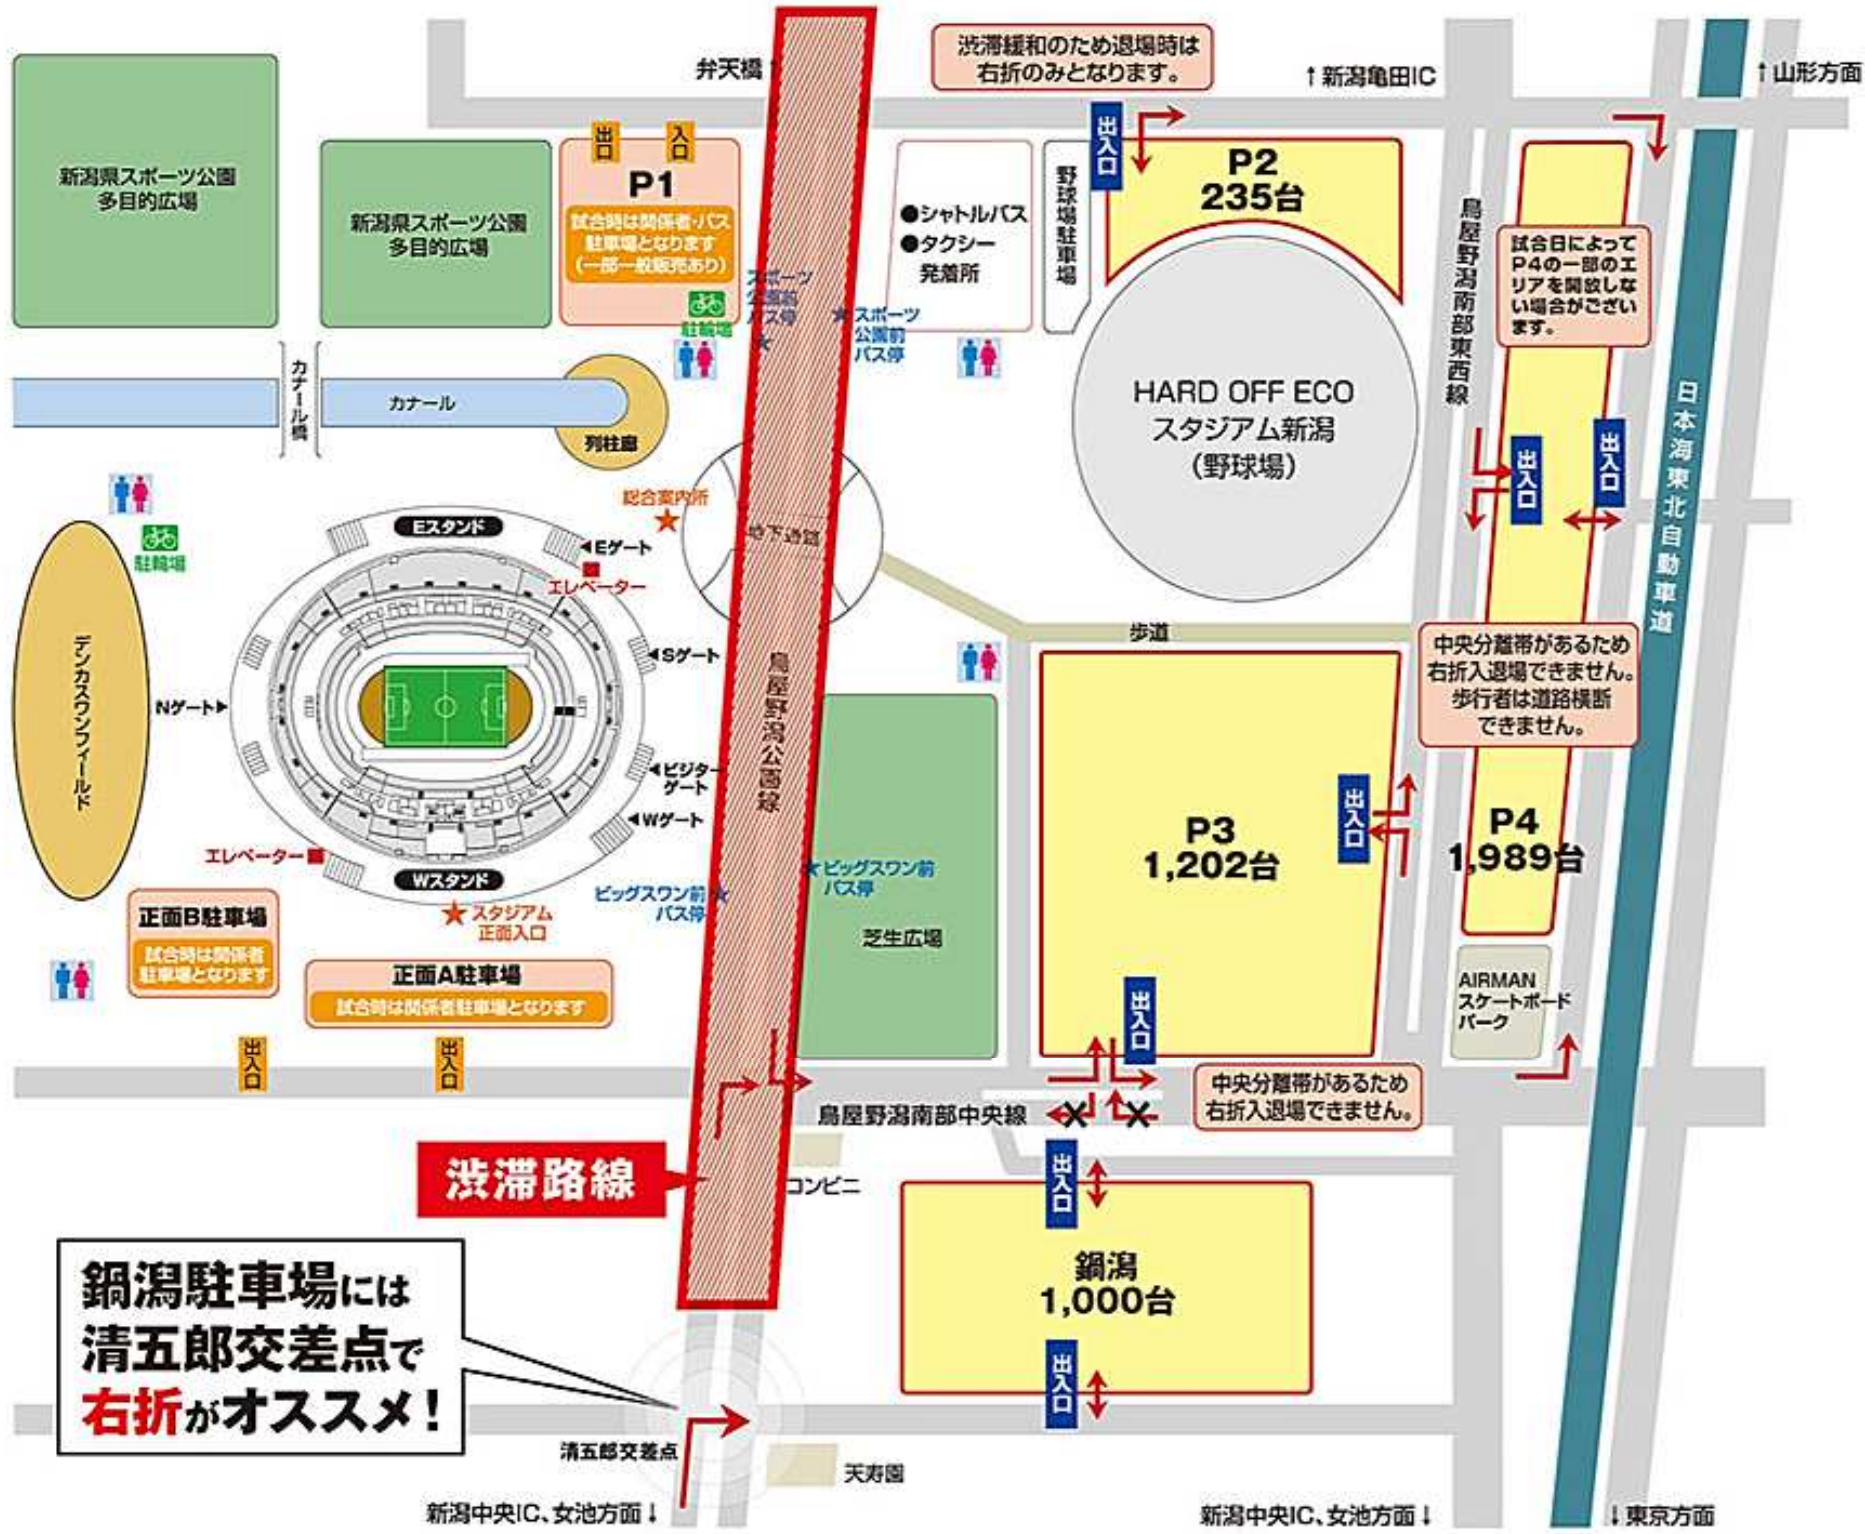 弁天橋↑
渋滞緩和のため退場時は
右折のみとなります。
↑新潟亀田IC
↑山形方面
新潟県スポーツ公園
多目的広場
新潟県スポーツ公園
多目的広場
出口
入口
P1
試合時は関係者・バス
駐車場となります
(一部一般販売あり)
駐輪場
スポーツ
公園前
バス停
★スポーツ
公園前
バス停
●シャトルバス
●タクシー
発着所
野球場駐車場
出入口
P2
235台
HARD OFF ECO
スタジアム新潟
(野球場)
鳥屋野潟南部東西線
試合日によって
P4の一部のエ
リアを開放しな
い場合がござい
ます。
出入口
出入口
日本海東北自動車道
カナール橋
カナール
列柱廊
総合案内所
地下通路
駐輪場
デンカスワンフィールド
Eスタンド
◀Eゲート
エレベーター
◀Sゲート
Nゲート▶
◀ビジター
ゲート
◀Wゲート
エレベーター
Wスタンド
★スタジアム
正面入口
鳥屋野潟公園線
歩道
中央分離帯があるため
右折入退場できません。
歩行者は道路横断
できません。
P3
1,202台
出入口
出入口
P4
1,989台
ビッグスワン前★
バス停
★ビッグスワン前
バス停
芝生広場
正面B駐車場
試合時は関係者
駐車場となります
正面A駐車場
試合時は関係者駐車場となります
出入口
出入口
AIRMAN
スケートボード
パーク
中央分離帯があるため
右折入退場できません。
鳥屋野潟南部中央線
渋滞路線
コンビニ
出入口
鍋潟
1,000台
出入口
鍋潟駐車場には
清五郎交差点で
右折がオススメ!
清五郎交差点
天寿園
新潟中央IC、女池方面↓
新潟中央IC、女池方面↓
↓東京方面